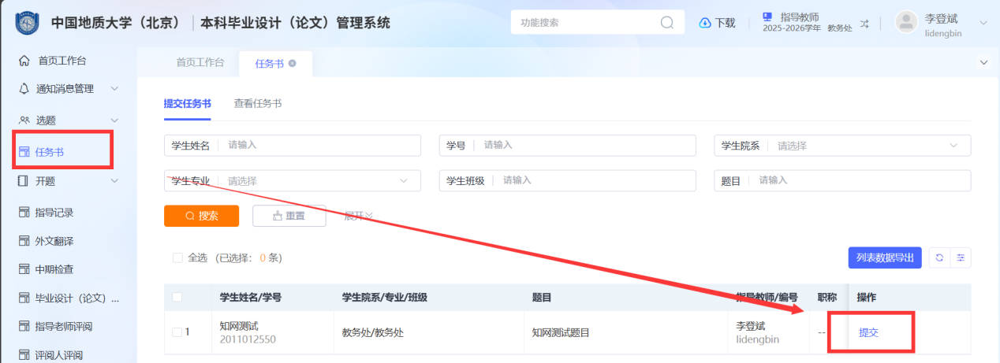 中国地质大学（北京） 本科毕业设计（论文）管理系统
功能搜索
下载
指导教师
2025-2026学年 教务处
李登斌
lidengbin
首页工作台
通知消息管理
选题
任务书
开题
指导记录
外文翻译
中期检查
毕业设计（论文）...
指导老师评阅
评阅人评阅
首页工作台 任务书
提交任务书 查看任务书
学生姓名 请输入 学号 请输入 学生院系 请选择
学生专业 请选择 学生班级 请输入 题目 请输入
搜索 重置 展开
全选 (已选择： 0 条)
列表数据导出
学生姓名/学号 学生院系/专业/班级 题目 指导教师/编号 职称 操作
1 知网测试 教务处/教务处 知网测试题目 李登斌 -- 提交
2011012550 lidengbin